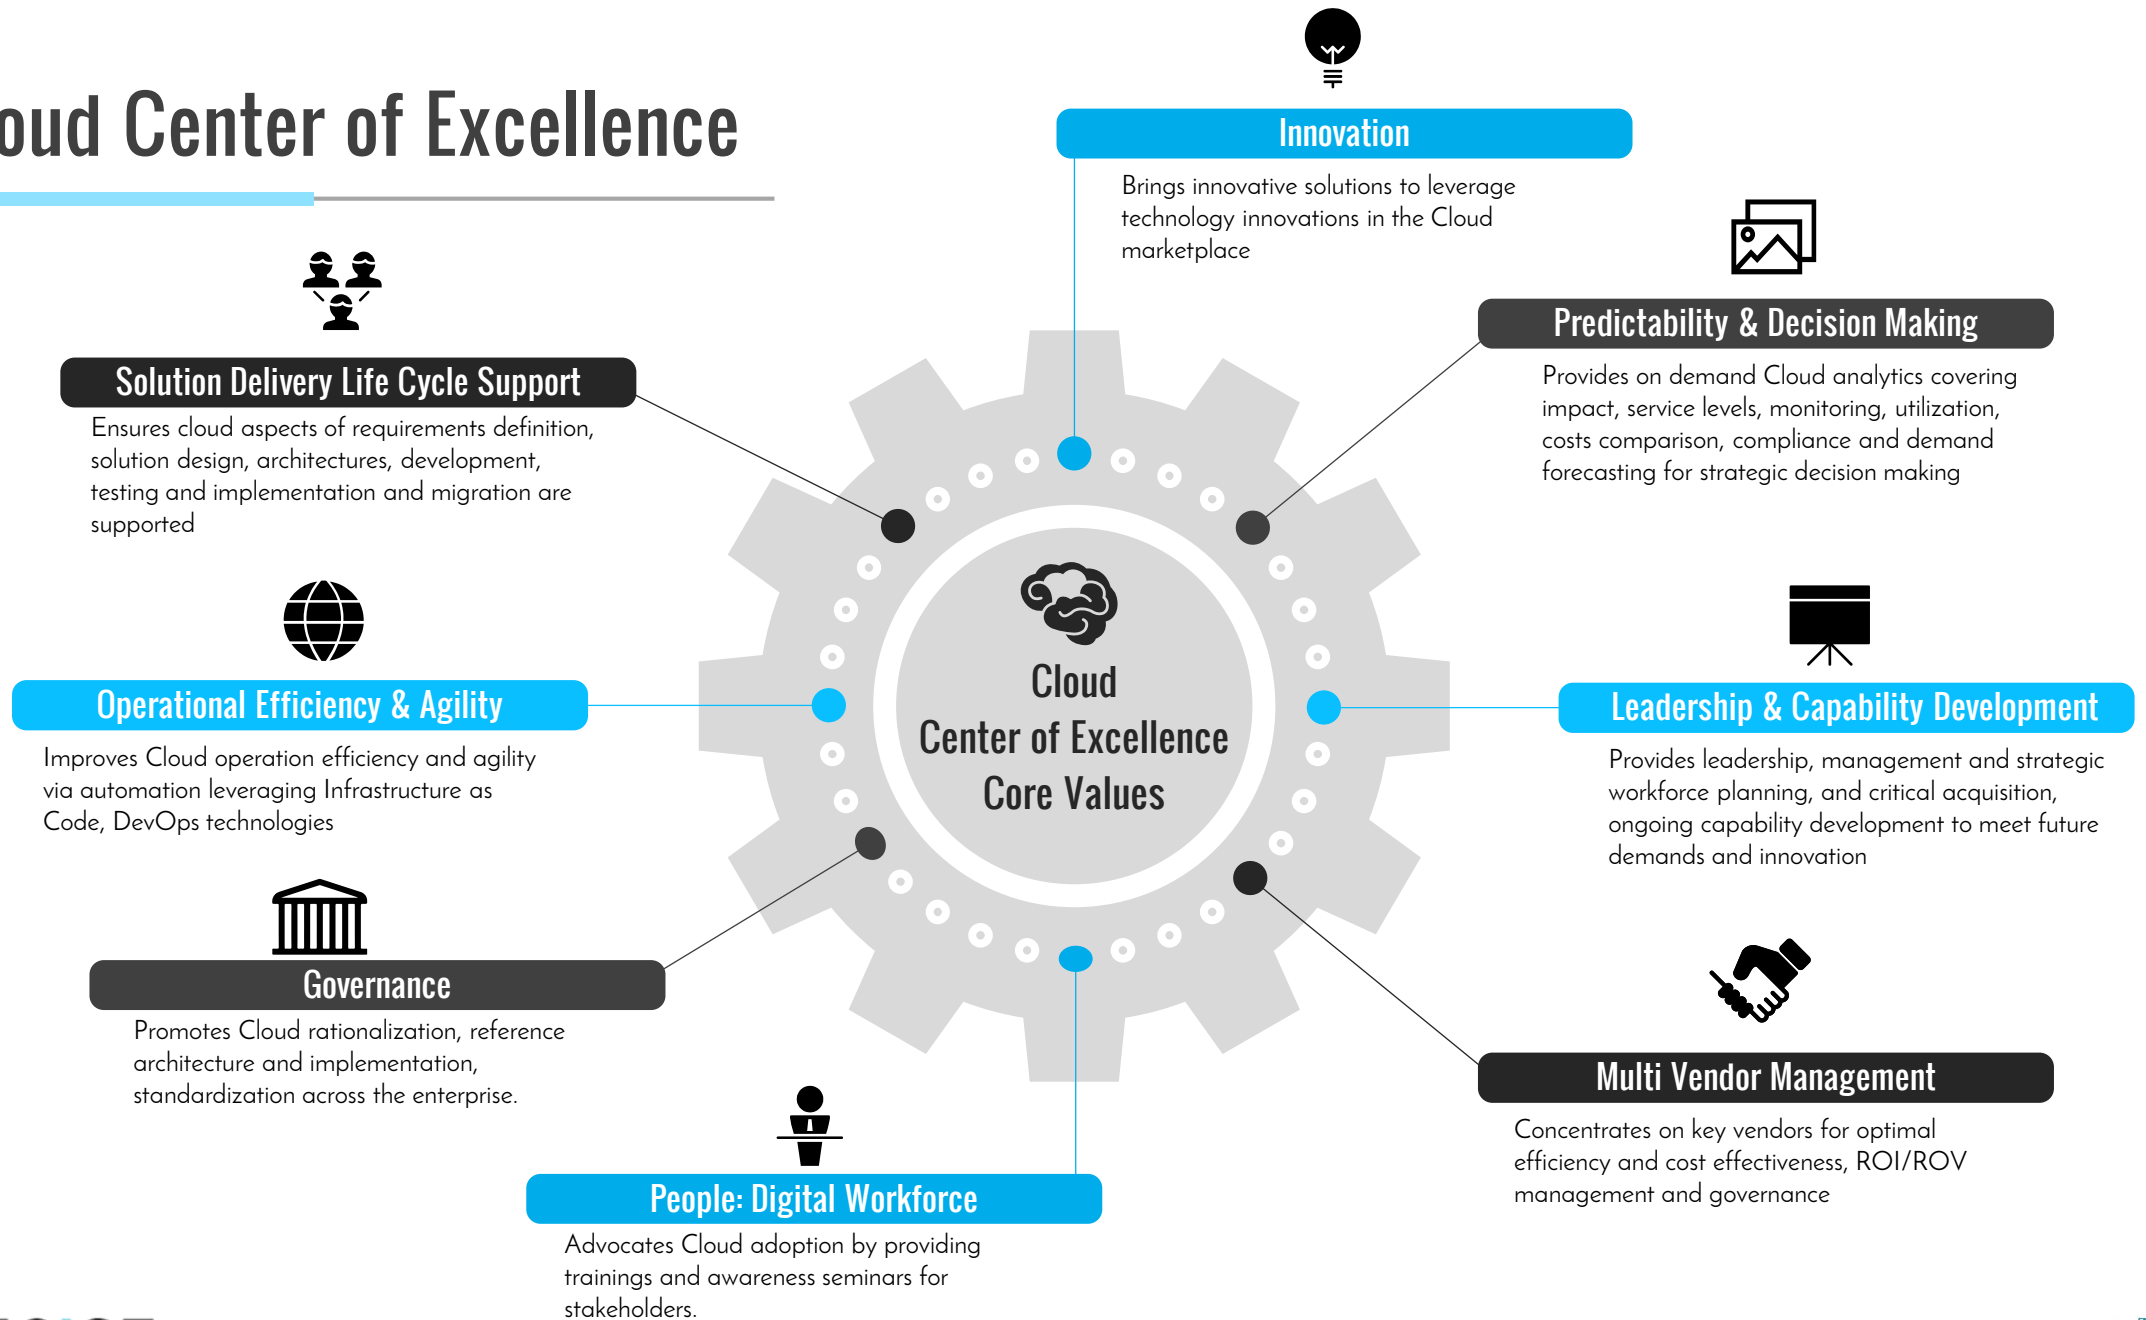 oud Center of Excellence
Innovation
Brings innovative solutions to leverage
technology innovations in the Cloud
marketplace
Predictability & Decision Making
Provides on demand Cloud analytics covering
impact, service levels, monitoring, utilization,
costs comparison, compliance and demand
forecasting for strategic decision making
Solution Delivery Life Cycle Support
Ensures cloud aspects of requirements definition,
solution design, architectures, development,
testing and implementation and migration are
supported
Cloud
Center of Excellence
Core Values
Operational Efficiency & Agility
Improves Cloud operation efficiency and agility
via automation leveraging Infrastructure as
Code, DevOps technologies
Leadership & Capability Development
Provides leadership, management and strategic
workforce planning, and critical acquisition,
ongoing capability development to meet future
demands and innovation
Governance
Promotes Cloud rationalization, reference
architecture and implementation,
standardization across the enterprise.
Multi Vendor Management
Concentrates on key vendors for optimal
efficiency and cost effectiveness, ROI/ROV
management and governance
People: Digital Workforce
Advocates Cloud adoption by providing
trainings and awareness seminars for
stakeholders.